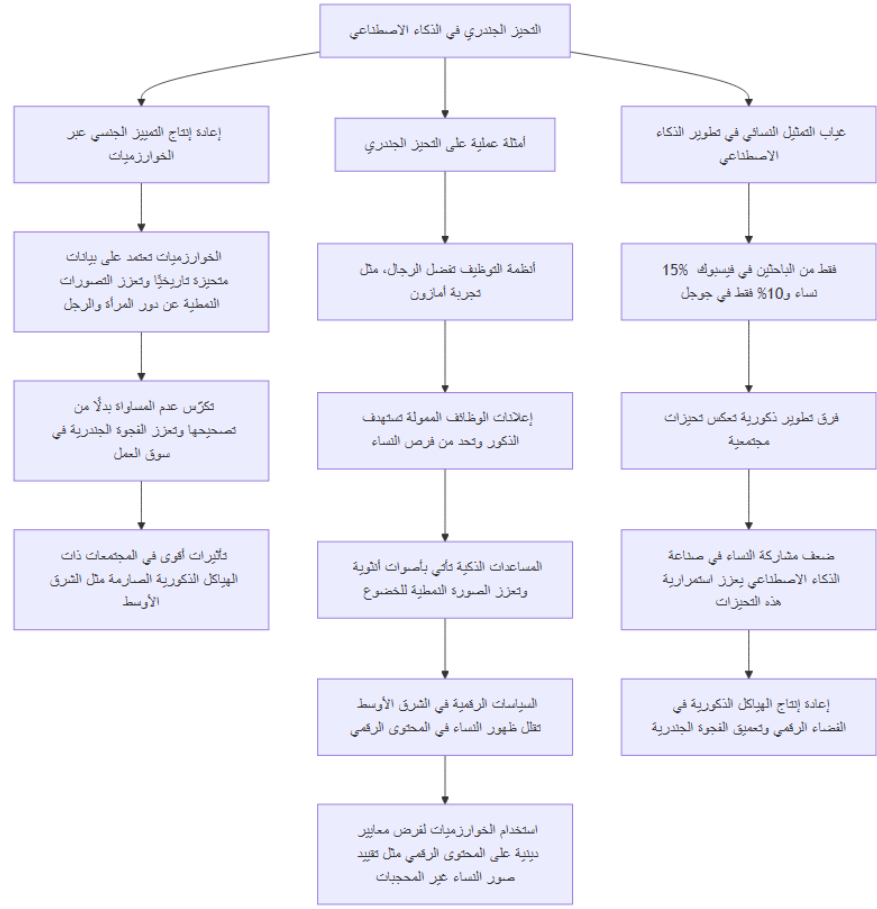 التحيز الجندري في الذكاء الاصطناعي
إعادة إنتاج التمييز الجنسي عبر
الخوارزميات
الخوارزميات تعتمد على بيانات
متحيزة تاريخيًا وتعزز التصورات
النمطية عن دور المرأة والرجل
تكرّس عدم المساواة بدلًا من
تصحيحها وتعزز الفجوة الجندرية في
سوق العمل
تأثيرات أقوى في المجتمعات ذات
الهياكل الذكورية الصارمة مثل الشرق
الأوسط
أمثلة عملية على التحيز الجندري
أنظمة التوظيف تفضل الرجال، مثل
تجربة أمازون
إعلانات الوظائف الممولة تستهدف
الذكور وتحد من فرص النساء
المساعدات الذكية تأتي بأصوات أنثوية
وتعزز الصورة النمطية للخضوع
السياسات الرقمية في الشرق الأوسط
تقلل ظهور النساء في المحتوى الرقمي
استخدام الخوارزميات لفرض معايير
دينية على المحتوى الرقمي مثل تقييد
صور النساء غير المحجبات
غياب التمثيل النسائي في تطوير الذكاء
الاصطناعي
فقط من الباحثين في فيسبوك 15%
نساء و10% فقط في جوجل
فرق تطوير ذكورية تعكس تحيزات
مجتمعية
ضعف مشاركة النساء في صناعة
الذكاء الاصطناعي يعزز استمرارية
هذه التحيزات
إعادة إنتاج الهياكل الذكورية في
الفضاء الرقمي وتعميق الفجوة الجندرية